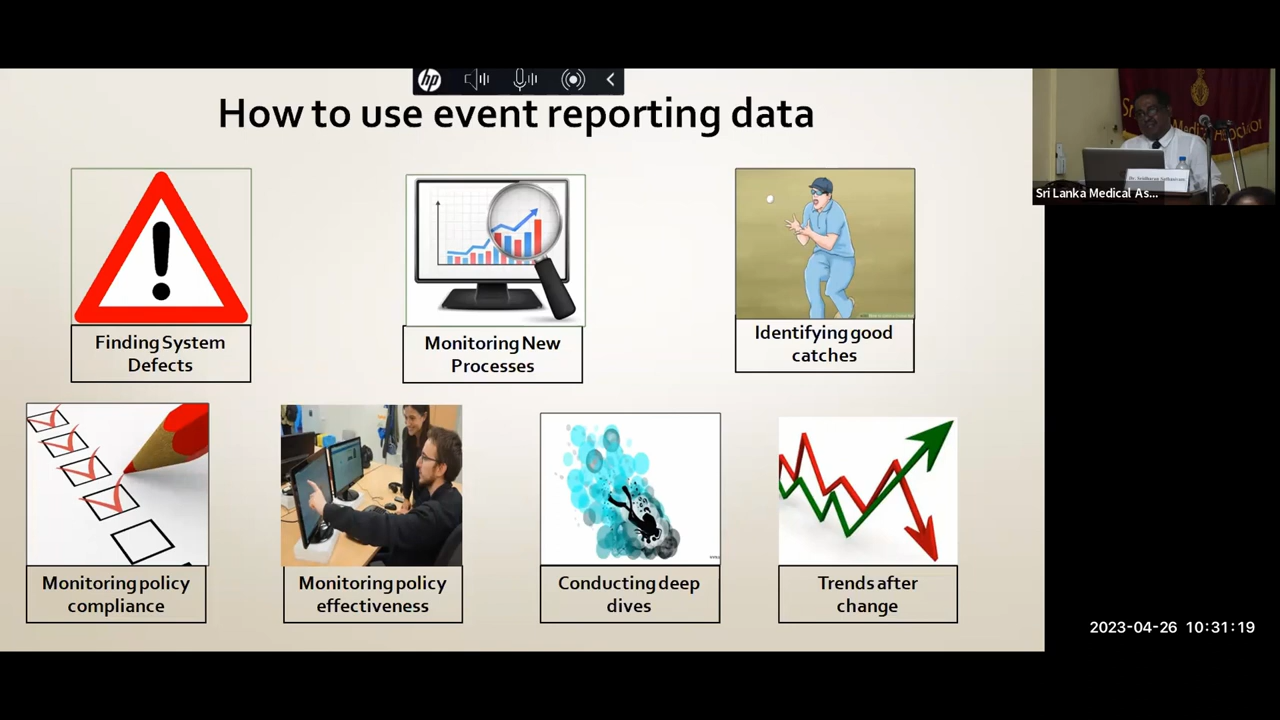 hp
How to use event reporting data
Finding System
Defects
Monitoring New
Processes
Identifying good
catches
Monitoring policy
compliance
Monitoring policy
effectiveness
Conducting deep
dives
Trends after
change
Sri Lanka Medical As...
2023-04-26 10:31:19